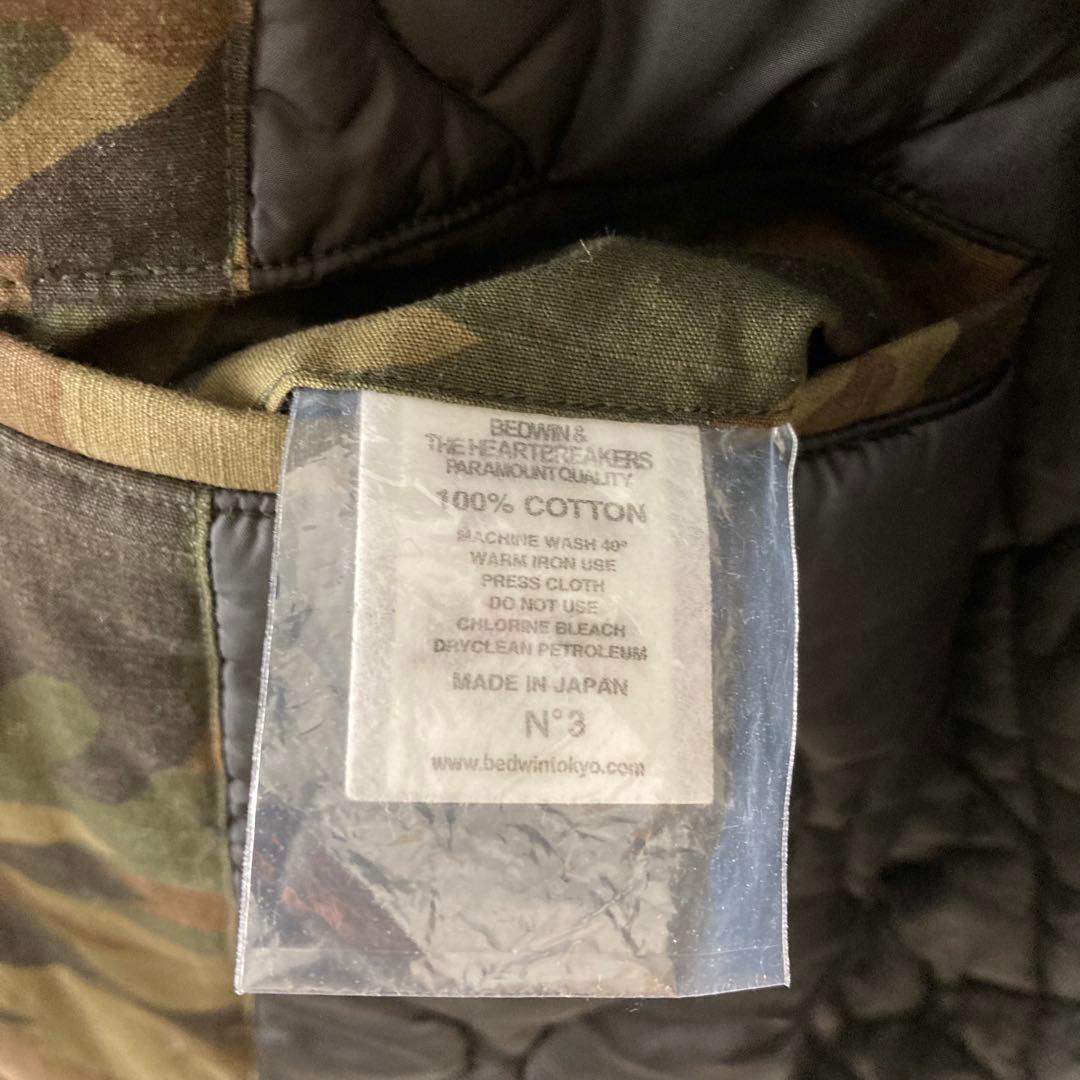 BEDWIN &
THE HEARTBREAKERS
PARAMOUNT QUALITY
100% COTTON
MACHINE WASH 40°
WARM IRON USE
PRESS CLOTH
DO NOT USE
CHLORINE BLEACH
DRYCLEAN PETROLEUM
MADE IN JAPAN
N°3
www.bedwintokyo.com